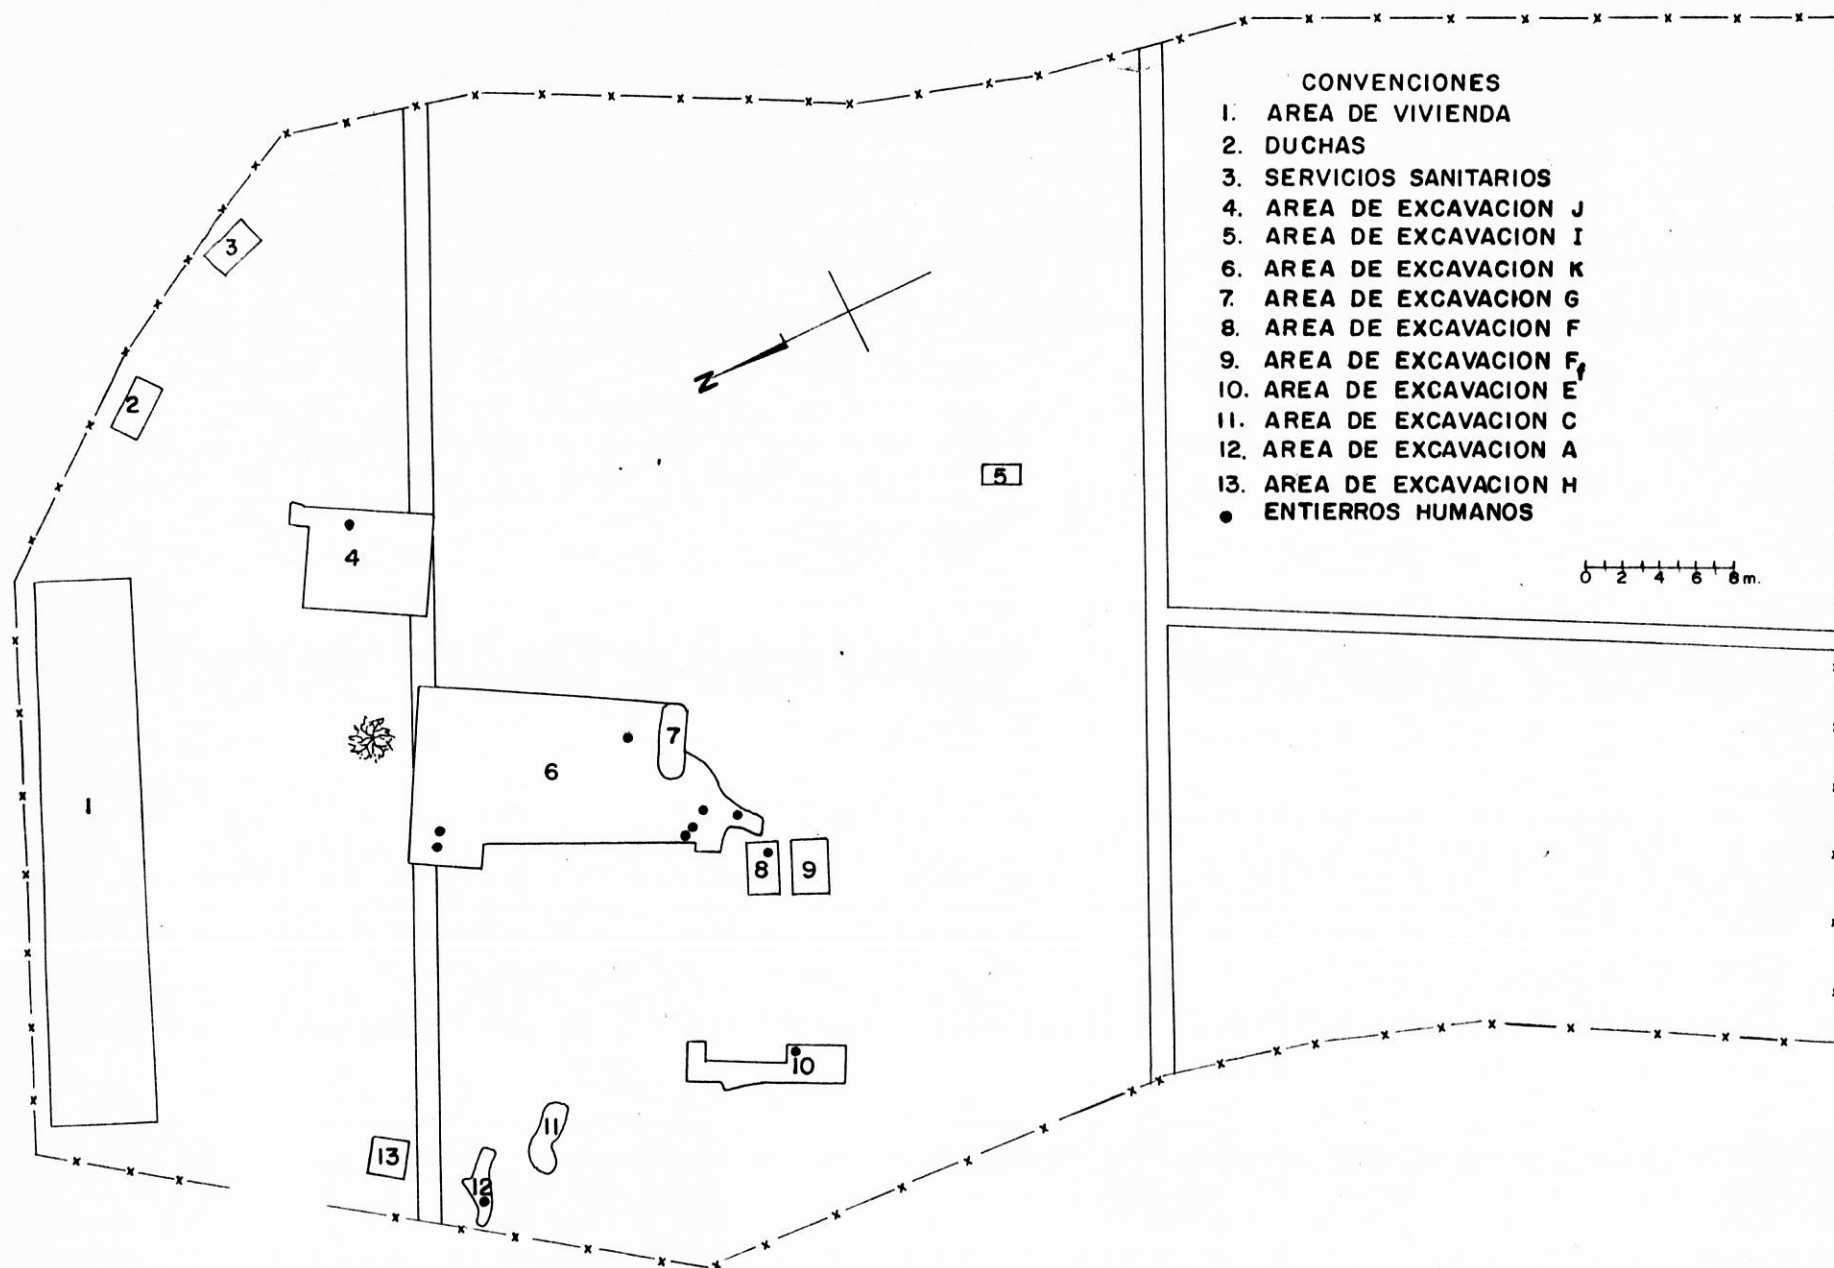 CONVENCIONES
1. AREA DE VIVIENDA
2. DUCHAS
3. SERVICIOS SANITARIOS
4. AREA DE EXCAVACION J
5. AREA DE EXCAVACION I
6. AREA DE EXCAVACION K
7. AREA DE EXCAVACION G
8. AREA DE EXCAVACION F
9. AREA DE EXCAVACION F1
10. AREA DE EXCAVACION E
11. AREA DE EXCAVACION C
12. AREA DE EXCAVACION A
13. AREA DE EXCAVACION H
● ENTIERROS HUMANOS
0 2 4 6 8 m.
3
N
2
5
4
7
6
1
8 9
10
11
13
12